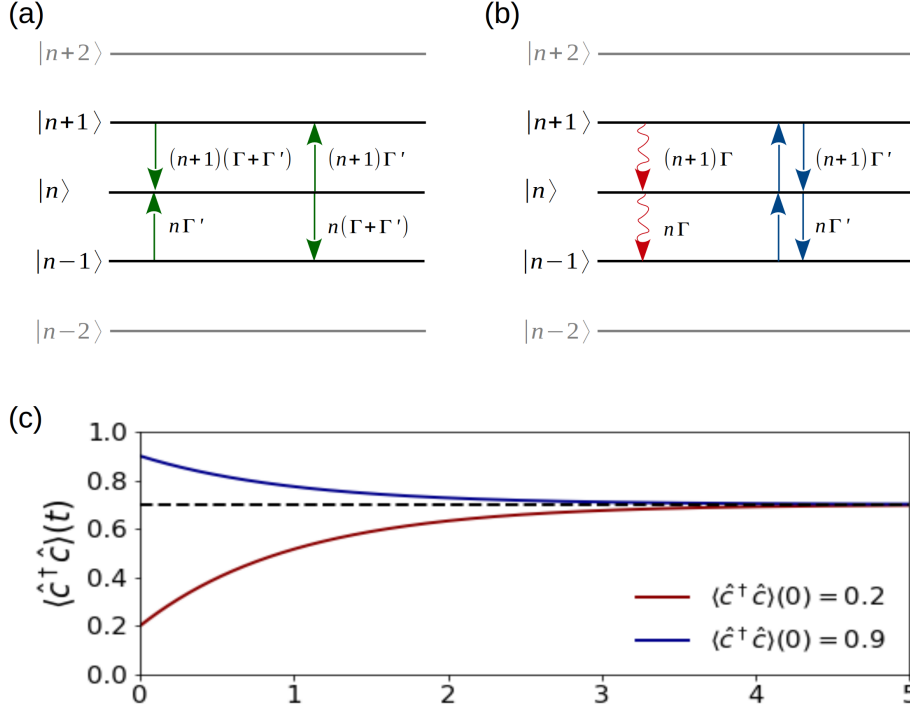 (a)
|n+2⟩
|n+1⟩
(n+1)(Γ+Γ') (n+1)Γ'
|n⟩
nΓ' n(Γ+Γ')
|n−1⟩
|n−2⟩
(b)
|n+2⟩
|n+1⟩
(n+1)Γ (n+1)Γ'
|n⟩
nΓ nΓ'
|n−1⟩
|n−2⟩
(c)
⟨ĉ†ĉ⟩(t)
1.0
0.8
0.6
0.4
0.2
0.0
⟨ĉ†ĉ⟩(0) = 0.2
⟨ĉ†ĉ⟩(0) = 0.9
0 1 2 3 4 5